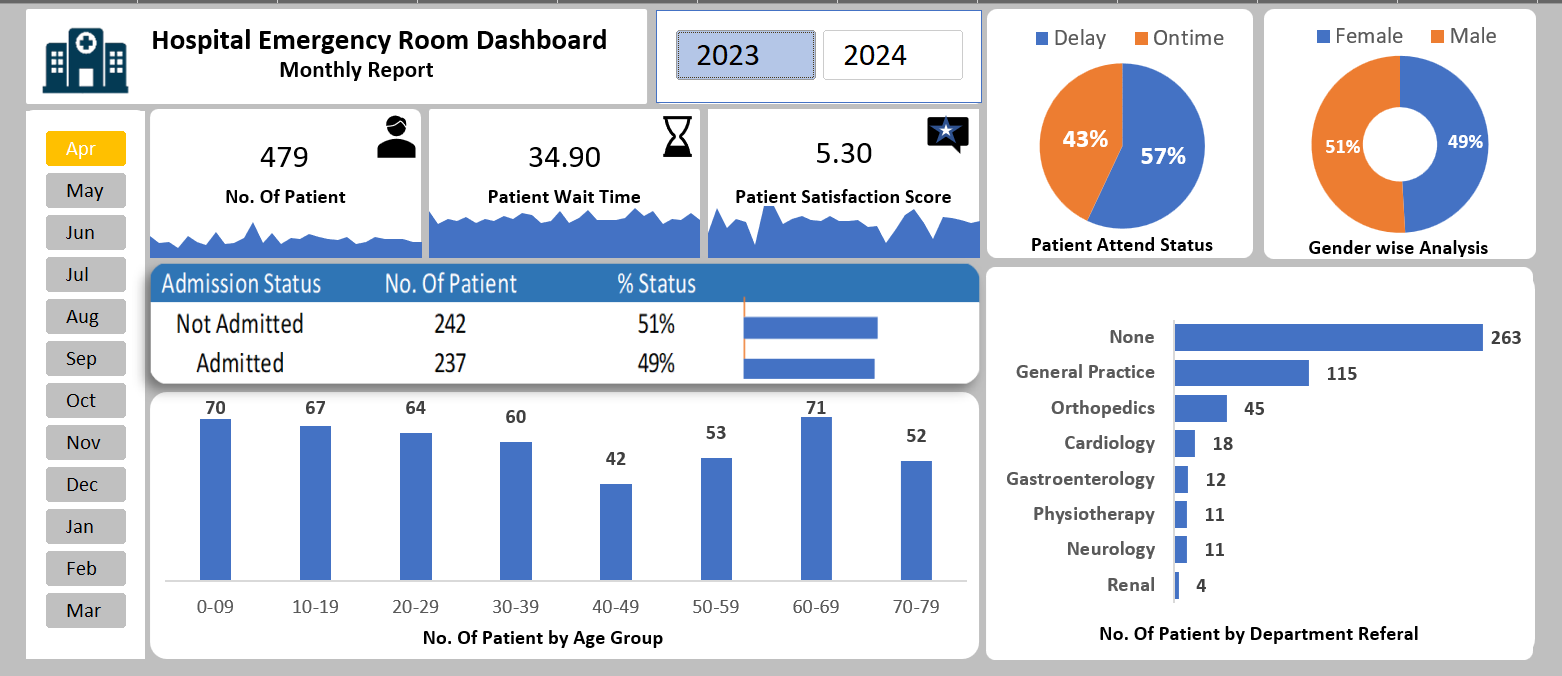 Hospital Emergency Room Dashboard
Monthly Report
2023 2024
Apr
May
Jun
Jul
Aug
Sep
Oct
Nov
Dec
Jan
Feb
Mar
479
No. Of Patient
34.90
Patient Wait Time
5.30
Patient Satisfaction Score
Delay Ontime
43% 57%
Patient Attend Status
Female Male
51% 49%
Gender wise Analysis
Admission Status No. Of Patient % Status
Not Admitted 242 51%
Admitted 237 49%
70 67 64 60 42 53 71 52
0-09 10-19 20-29 30-39 40-49 50-59 60-69 70-79
No. Of Patient by Age Group
None 263
General Practice 115
Orthopedics 45
Cardiology 18
Gastroenterology 12
Physiotherapy 11
Neurology 11
Renal 4
No. Of Patient by Department Referal